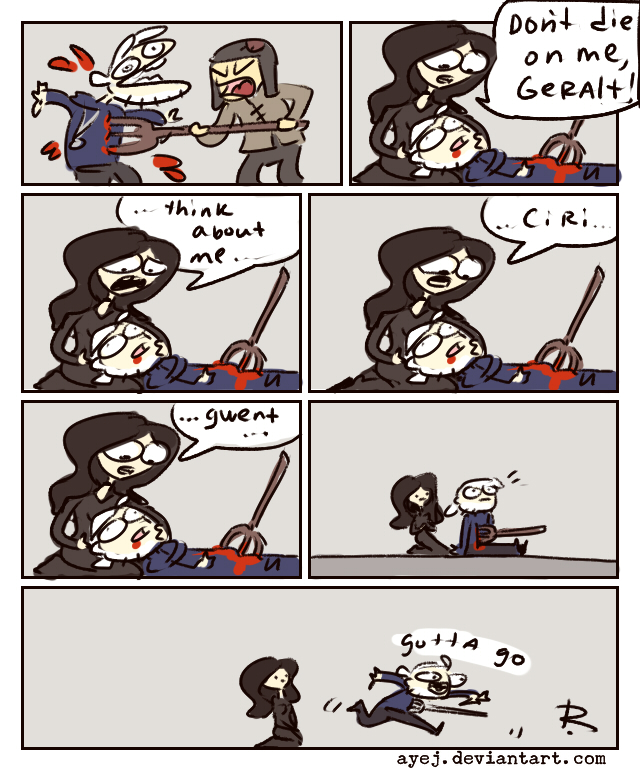 Don't die
on me,
Geralt!
... think
about
me ...
... Ciri ...
... gwent
...
gotta go
R
ayej.deviantart.com